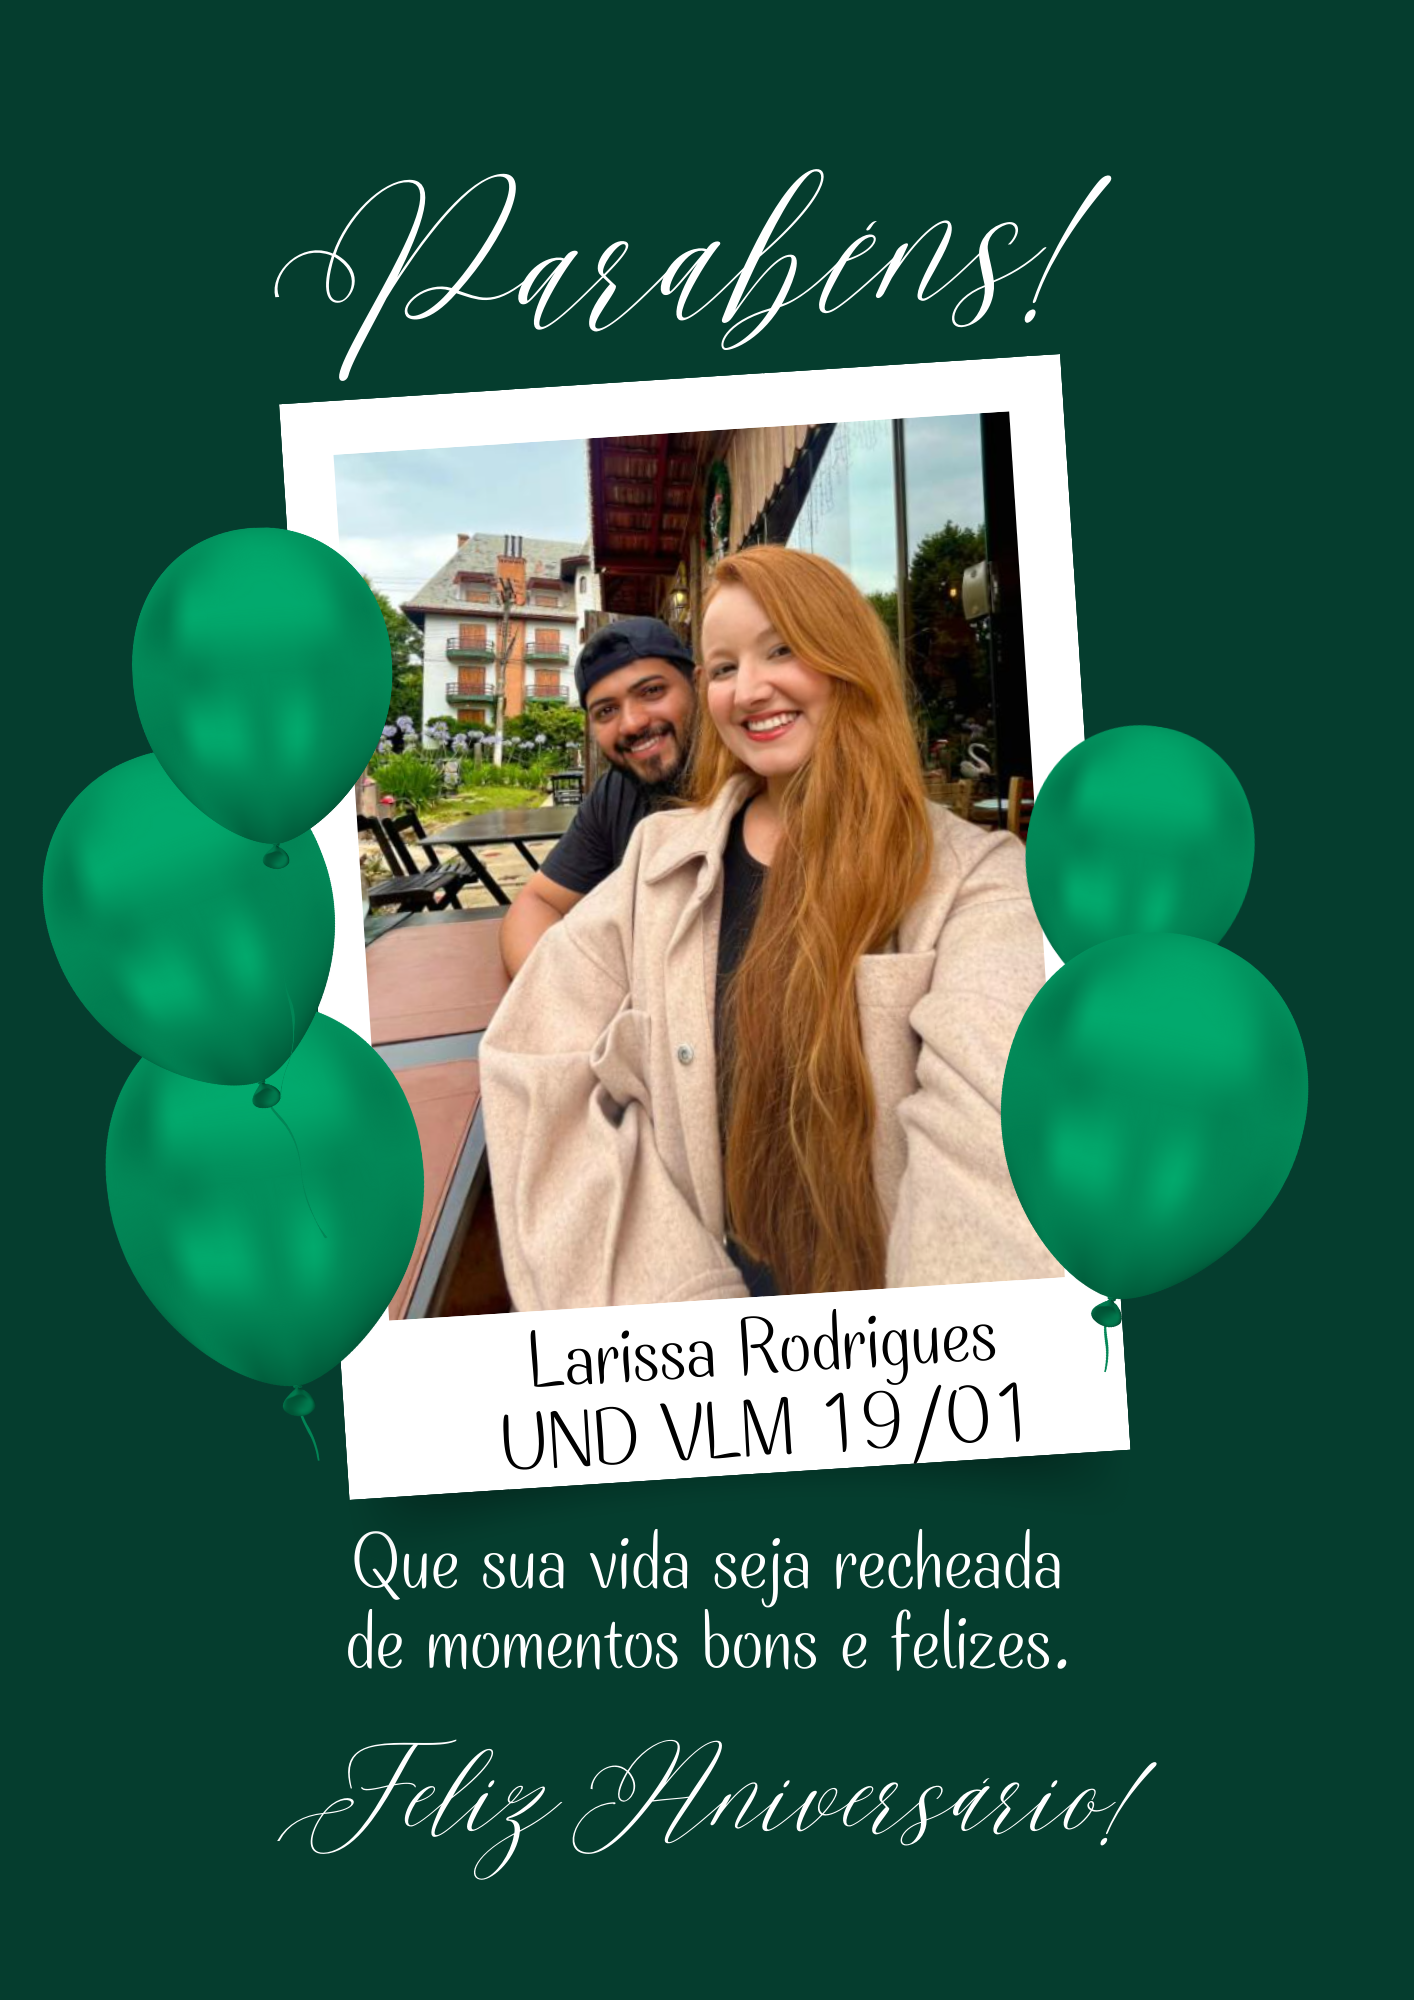 Parabéns!
Larissa Rodrigues
UND VLM 19/01
Que sua vida seja recheada
de momentos bons e felizes.
Feliz Aniversário!